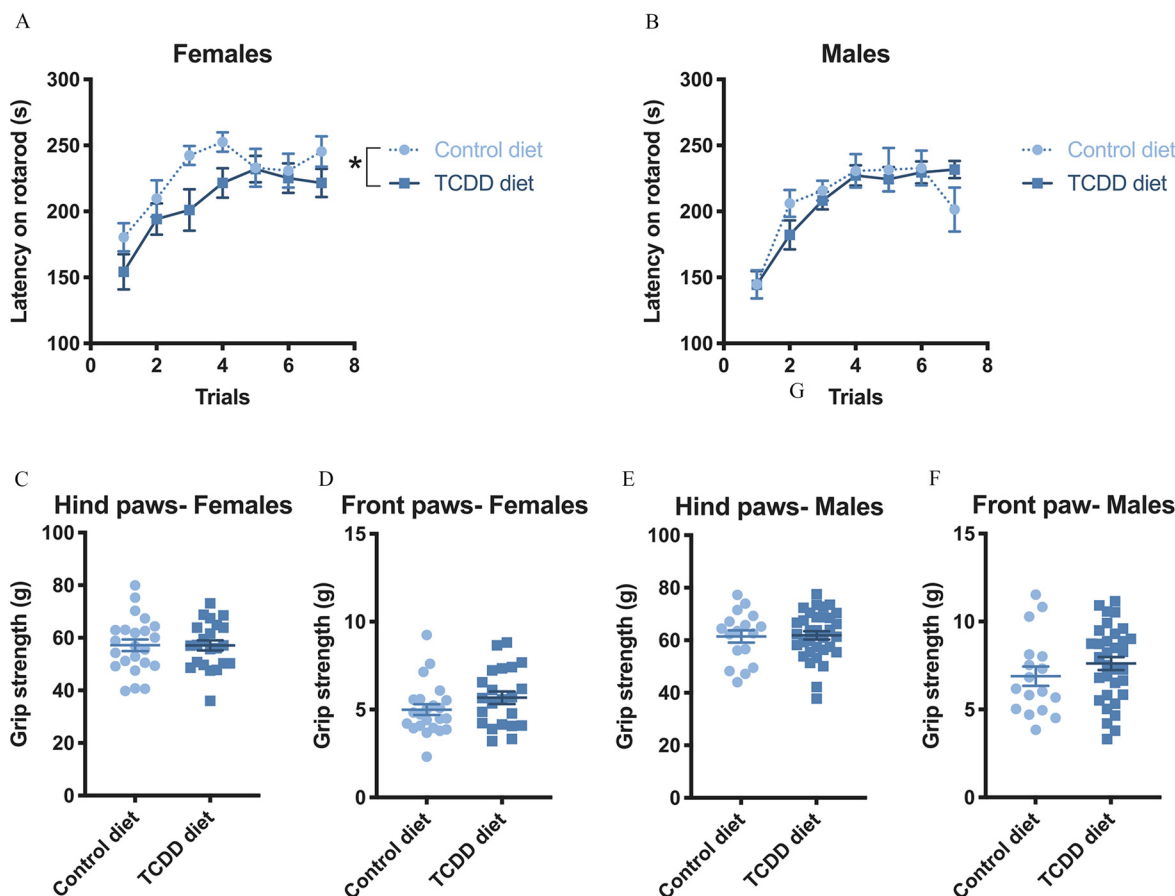 A
Females
300
250
200
150
100
0 2 4 6 8
Latency on rotarod (s)
Trials
*
Control diet
TCDD diet
B
Males
300
250
200
150
100
0 2 4 6 8
Latency on rotarod (s)
Trials
Control diet
TCDD diet
G
C
Hind paws- Females
100
80
60
40
20
0
Grip strength (g)
Control diet
TCDD diet
D
Front paws- Females
15
10
5
0
Grip strength (g)
Control diet
TCDD diet
E
Hind paws- Males
100
80
60
40
20
0
Grip strength (g)
Control diet
TCDD diet
F
Front paw- Males
15
10
5
0
Grip strength (g)
Control diet
TCDD diet